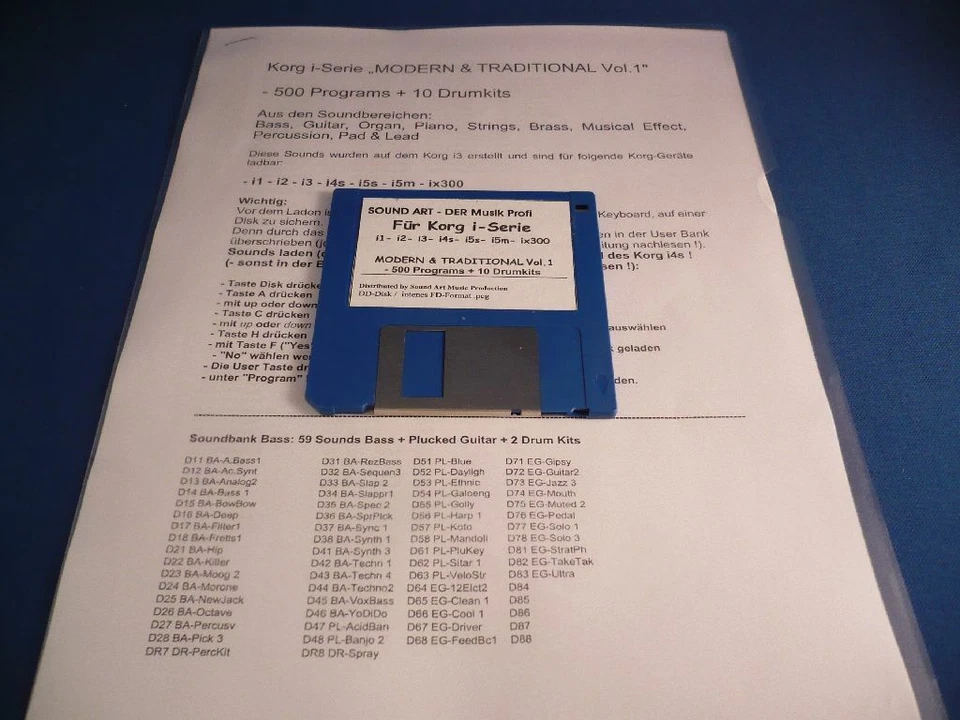 Korg i-Serie „MODERN & TRADITIONAL Vol.1"
- 500 Programs + 10 Drumkits
Aus den Soundbereichen:
Bass, Guitar, Organ, Piano, Strings, Brass, Musical Effect,
Percussion, Pad & Lead
Diese Sounds wurden auf dem Korg i3 erstellt und sind für folgende Korg-Geräte
ladbar:
- i1 - i2 - i3 - i4s - i5s - i5m - ix300
Wichtig:
Vor dem Laden is Keyboard, auf einer
Disk zu sichern.
Denn durch das en in der User Bank
überschrieben (je itung nachlesen !).
Sounds laden (d l des Korg i4s !
(- sonst in der B sen !):
- Taste Disk drücke
- Taste A drücken
- mit up oder down
- Taste C drücken
- mit up oder down auswählen
- Taste H drücken
- mit Taste F ("Yes" geladen
- "No" wählen we
- Die User Taste dr
- unter "Program" den.
SOUND ART - DER Musik Profi
Für Korg i-Serie
i1- i2- i3- i4s- i5s- i5m- ix300
MODERN & TRADITIONAL Vol.1
- 500 Programs + 10 Drumkits
Distributed by Sound Art Music Production
DD-Disk / internes FD-Format .pcg
Soundbank Bass: 59 Sounds Bass + Plucked Guitar + 2 Drum Kits
D11 BA-A.Bass1 D31 BA-RezBass D51 PL-Blue D71 EG-Gipsy
D12 BA-Ac.Synt D32 BA-Sequen3 D52 PL-Dayligh D72 EG-Guitar2
D13 BA-Analog2 D33 BA-Slap 2 D53 PL-Ethnic D73 EG-Jazz 3
D14 BA-Bass 1 D34 BA-Slappr1 D54 PL-Galoeng D74 EG-Mouth
D15 BA-BowBow D35 BA-Spec 2 D55 PL-Golly D75 EG-Muted 2
D16 BA-Deep D36 BA-SprPick D56 PL-Harp 1 D76 EG-Pedal
D17 BA-Filter1 D37 BA-Sync 1 D57 PL-Koto D77 EG-Solo 1
D18 BA-Fretls1 D38 BA-Synth 1 D58 PL-Mandoli D78 EG-Solo 3
D21 BA-Hip D41 BA-Synth 3 D61 PL-PluKey D81 EG-StratPh
D22 BA-Killer D42 BA-Techn 1 D62 PL-Sitar 1 D82 EG-TakeTak
D23 BA-Moog 2 D43 BA-Techn 4 D63 PL-VeloStr D83 EG-Ultra
D24 BA-Morone D44 BA-Techno2 D64 EG-12Elct2 D84
D25 BA-NewJack D45 BA-VoxBass D65 EG-Clean 1 D85
D26 BA-Octave D46 BA-YoDiDo D66 EG-Cool 1 D86
D27 BA-Percusv D47 PL-AcidBan D67 EG-Driver D87
D28 BA-Pick 3 D48 PL-Banjo 2 D68 EG-FeedBc1 D88
DR7 DR-PercKit DR8 DR-Spray